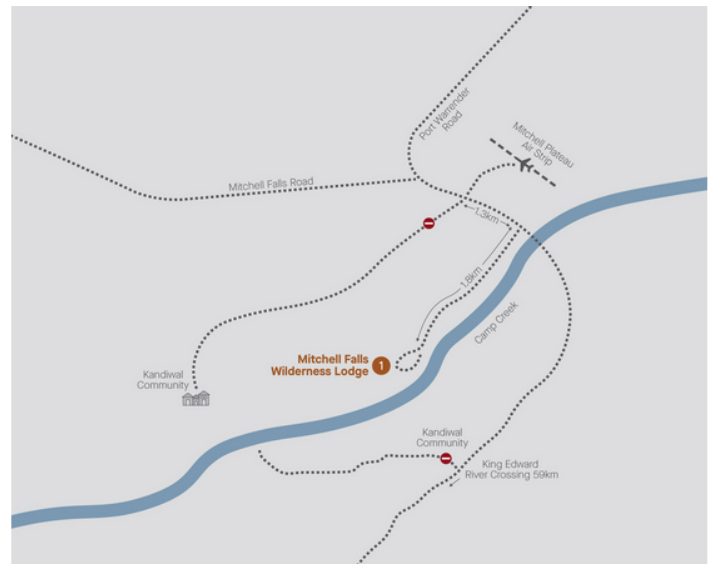 Port Warrender
Road
Mitchell Plateau
Air Strip
Mitchell Falls Road
1.3km
1.8km
Camp Creek
Mitchell Falls
Wilderness Lodge
1
Kandiwal
Community
Kandiwal
Community
King Edward
River Crossing 59km